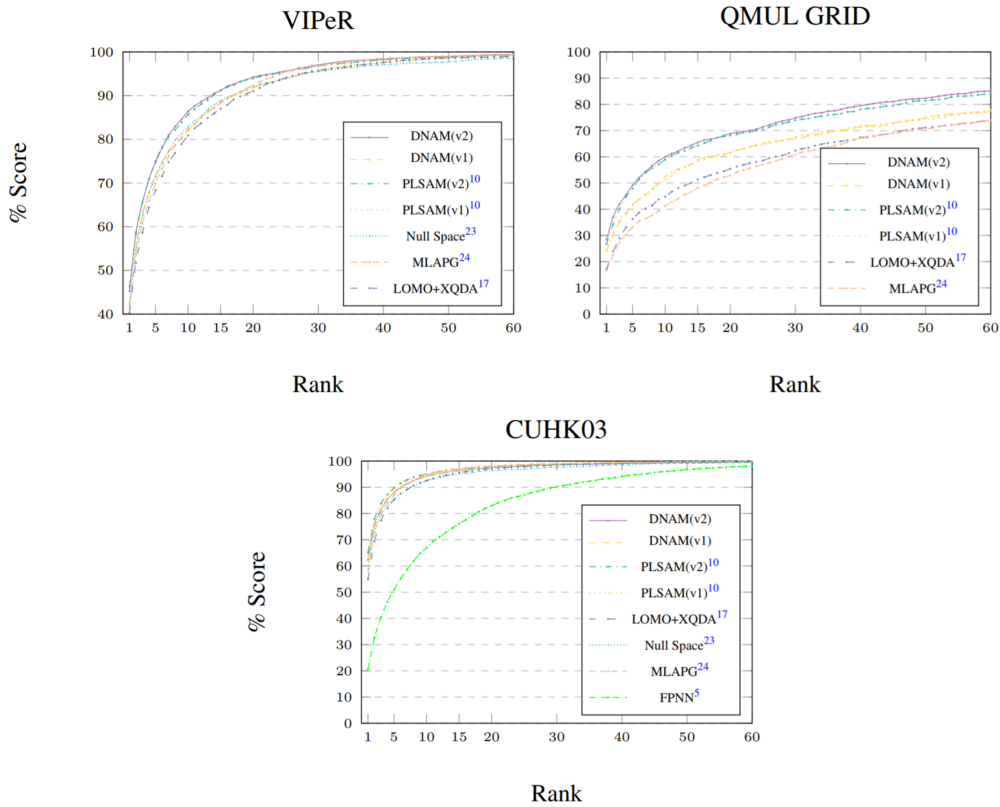 VIPeR
% Score
100
90
80
70
60
50
40
1 5 10 15 20 30 40 50 60
DNAM(v2)
DNAM(v1)
PLSAM(v2)10
PLSAM(v1)10
Null Space23
MLAPG24
LOMO+XQDA17
Rank
QMUL GRID
100
90
80
70
60
50
40
30
20
10
0
1 5 10 15 20 30 40 50 60
DNAM(v2)
DNAM(v1)
PLSAM(v2)10
PLSAM(v1)10
LOMO+XQDA17
MLAPG24
Rank
CUHK03
% Score
100
90
80
70
60
50
40
30
20
10
0
1 5 10 15 20 30 40 50 60
DNAM(v2)
DNAM(v1)
PLSAM(v2)10
PLSAM(v1)10
LOMO+XQDA17
Null Space23
MLAPG24
FPNN5
Rank